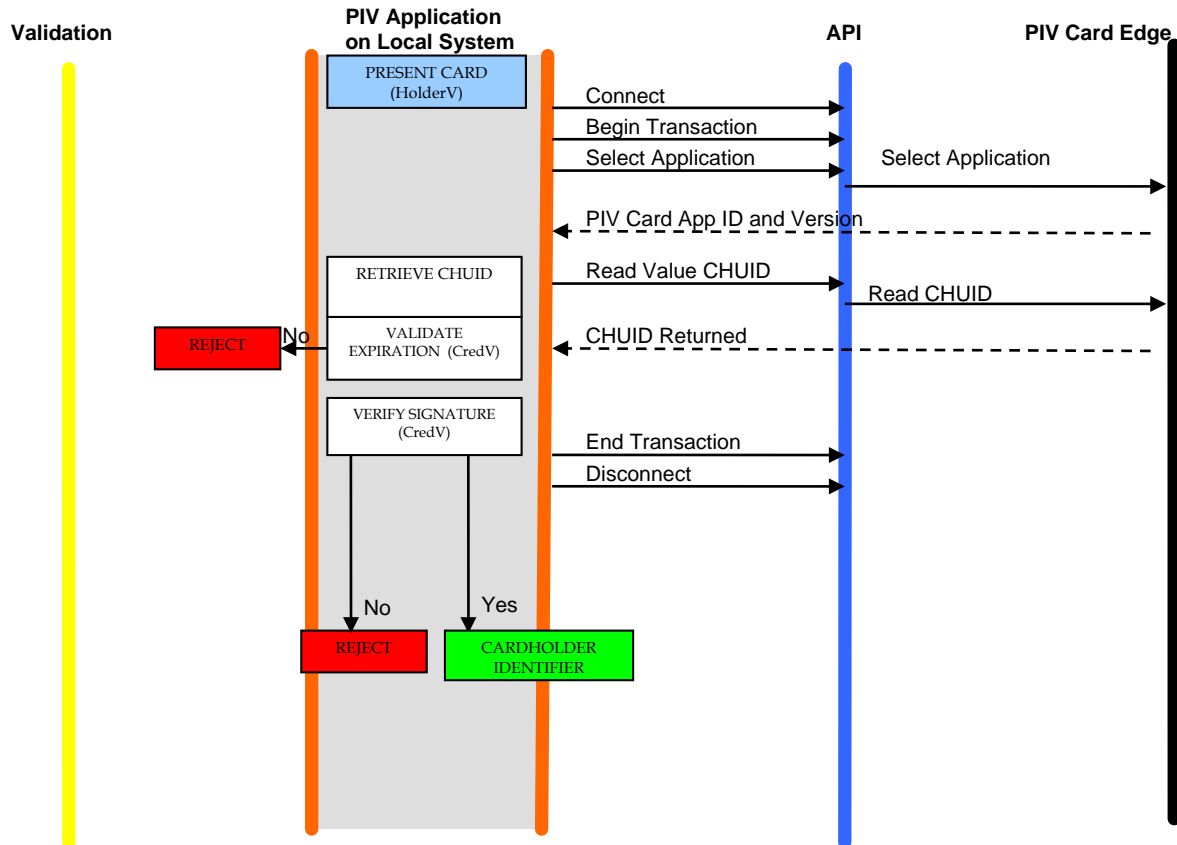 Validation
PIV Application
on Local System
API
PIV Card Edge
PRESENT CARD
(HolderV)
Connect
Begin Transaction
Select Application
Select Application
PIV Card App ID and Version
RETRIEVE CHUID
Read Value CHUID
Read CHUID
REJECT
No
VALIDATE
EXPIRATION (CredV)
CHUID Returned
VERIFY SIGNATURE
(CredV)
End Transaction
Disconnect
No
Yes
REJECT
CARDHOLDER
IDENTIFIER